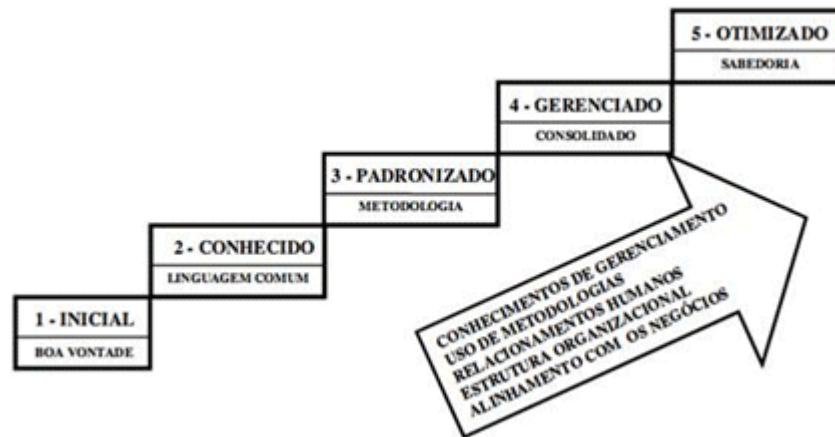 5 - OTIMIZADO
SABEDORIA
4 - GERENCIADO
CONSOLIDADO
3 - PADRONIZADO
METODOLOGIA
2 - CONHECIDO
LINGUAGEM COMUM
1 - INICIAL
BOA VONTADE
CONHECIMENTOS DE GERENCIAMENTO
USO DE METODOLOGIAS
RELACIONAMENTOS HUMANOS
ESTRUTURA ORGANIZACIONAL
ALINHAMENTO COM OS NEGÓCIOS